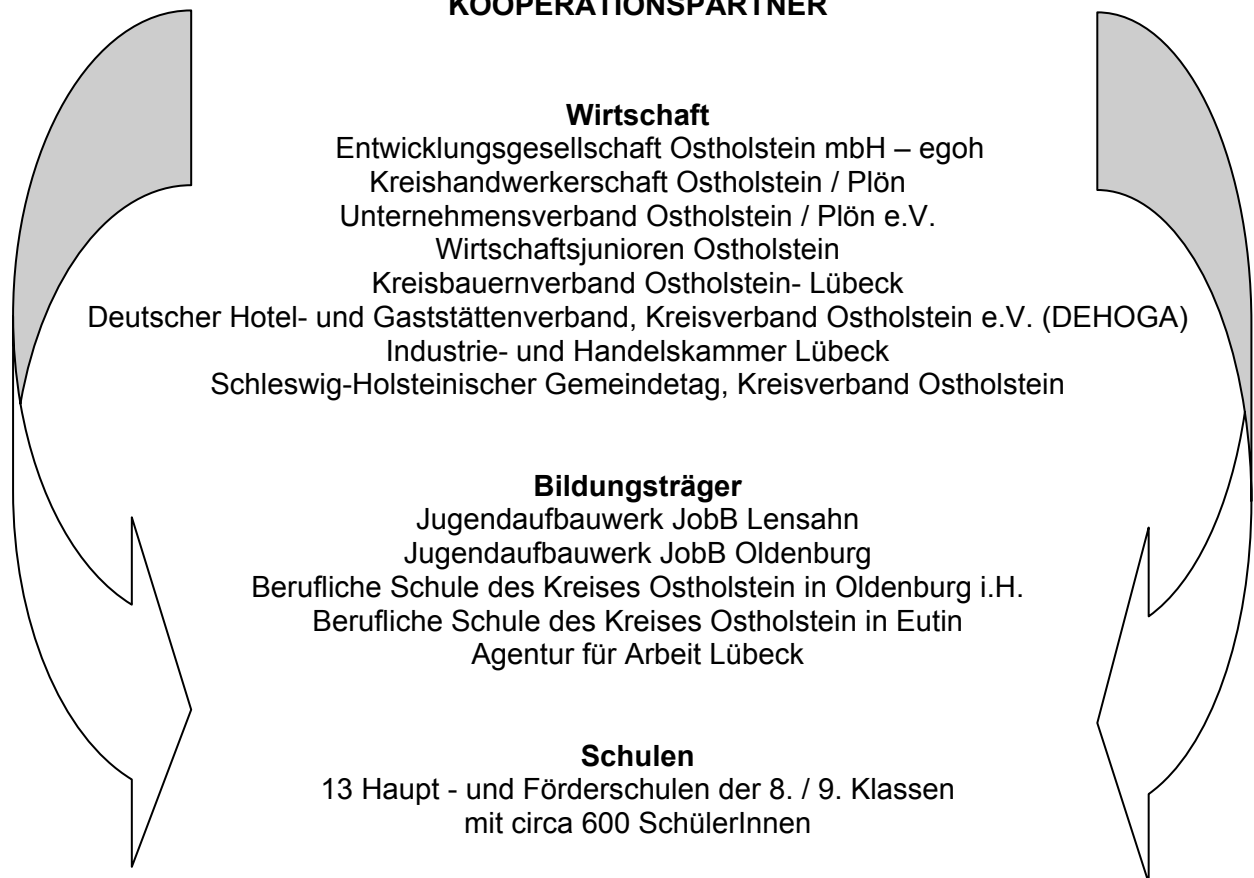 KOOPERATIONSPARTNER
Wirtschaft
Entwicklungsgesellschaft Ostholstein mbH – egoh
Kreishandwerkerschaft Ostholstein / Plön
Unternehmensverband Ostholstein / Plön e.V.
Wirtschaftsjunioren Ostholstein
Kreisbauernverband Ostholstein- Lübeck
Deutscher Hotel- und Gaststättenverband, Kreisverband Ostholstein e.V. (DEHOGA)
Industrie- und Handelskammer Lübeck
Schleswig-Holsteinischer Gemeindetag, Kreisverband Ostholstein
Bildungsträger
Jugendaufbauwerk JobB Lensahn
Jugendaufbauwerk JobB Oldenburg
Berufliche Schule des Kreises Ostholstein in Oldenburg i.H.
Berufliche Schule des Kreises Ostholstein in Eutin
Agentur für Arbeit Lübeck
Schulen
13 Haupt - und Förderschulen der 8. / 9. Klassen
mit circa 600 SchülerInnen